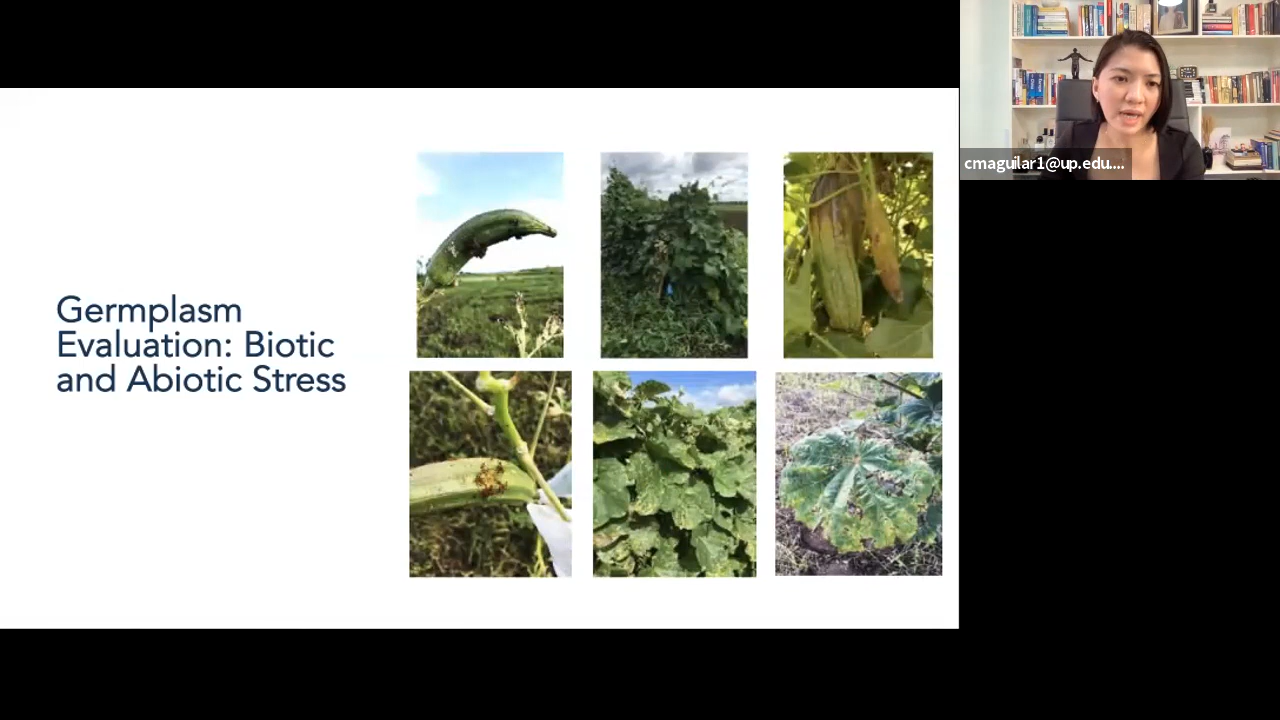 Germplasm
Evaluation: Biotic
and Abiotic Stress
cmaguilar1@up.edu....